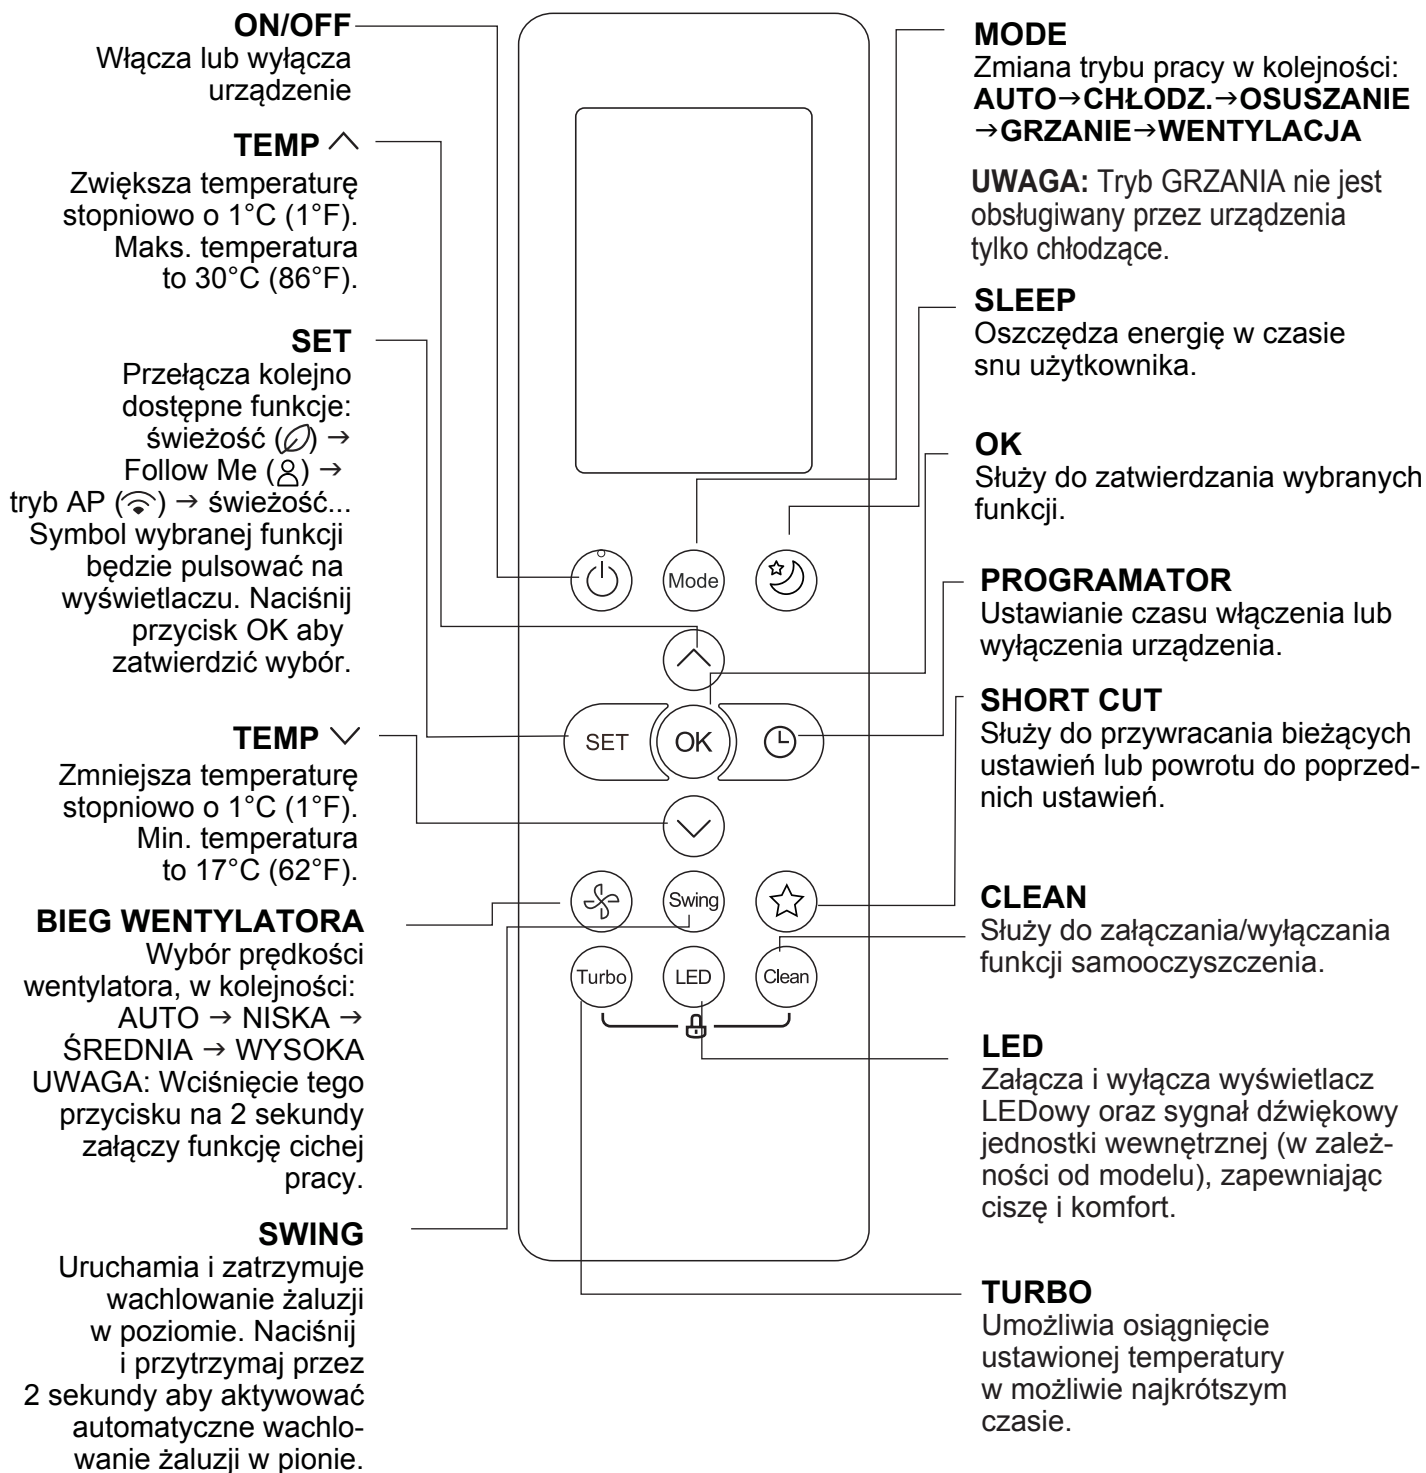 ON/OFF
Włącza lub wyłącza
urządzenie
TEMP
Zwiększa temperaturę
stopniowo o 1°C (1°F).
Maks. temperatura
to 30°C (86°F).
SET
Przełącza kolejno
dostępne funkcje:
świeżość () →
Follow Me () →
tryb AP () → świeżość...
Symbol wybranej funkcji
będzie pulsować na
wyświetlaczu. Naciśnij
przycisk OK aby
zatwierdzić wybór.
TEMP
Zmniejsza temperaturę
stopniowo o 1°C (1°F).
Min. temperatura
to 17°C (62°F).
BIEG WENTYLATORA
Wybór prędkości
wentylatora, w kolejności:
AUTO → NISKA →
ŚREDNIA → WYSOKA
UWAGA: Wciśnięcie tego
przycisku na 2 sekundy
załączy funkcję cichej
pracy.
SWING
Uruchamia i zatrzymuje
wachlowanie żaluzji
w poziomie. Naciśnij
i przytrzymaj przez
2 sekundy aby aktywować
automatyczne wachlo-
wanie żaluzji w pionie.
Mode
SET
OK
Swing
Turbo
LED
Clean
MODE
Zmiana trybu pracy w kolejności:
AUTO→CHŁODZ.→OSUSZANIE
→GRZANIE→WENTYLACJA
UWAGA: Tryb GRZANIA nie jest
obsługiwany przez urządzenia
tylko chłodzące.
SLEEP
Oszczędza energię w czasie
snu użytkownika.
OK
Służy do zatwierdzania wybranych
funkcji.
PROGRAMATOR
Ustawianie czasu włączenia lub
wyłączenia urządzenia.
SHORT CUT
Służy do przywracania bieżących
ustawień lub powrotu do poprzed-
nich ustawień.
CLEAN
Służy do załączania/wyłączania
funkcji samooczyszczenia.
LED
Załącza i wyłącza wyświetlacz
LEDowy oraz sygnał dźwiękowy
jednostki wewnętrznej (w zależ-
ności od modelu), zapewniając
ciszę i komfort.
TURBO
Umożliwia osiągnięcie
ustawionej temperatury
w możliwie najkrótszym
czasie.